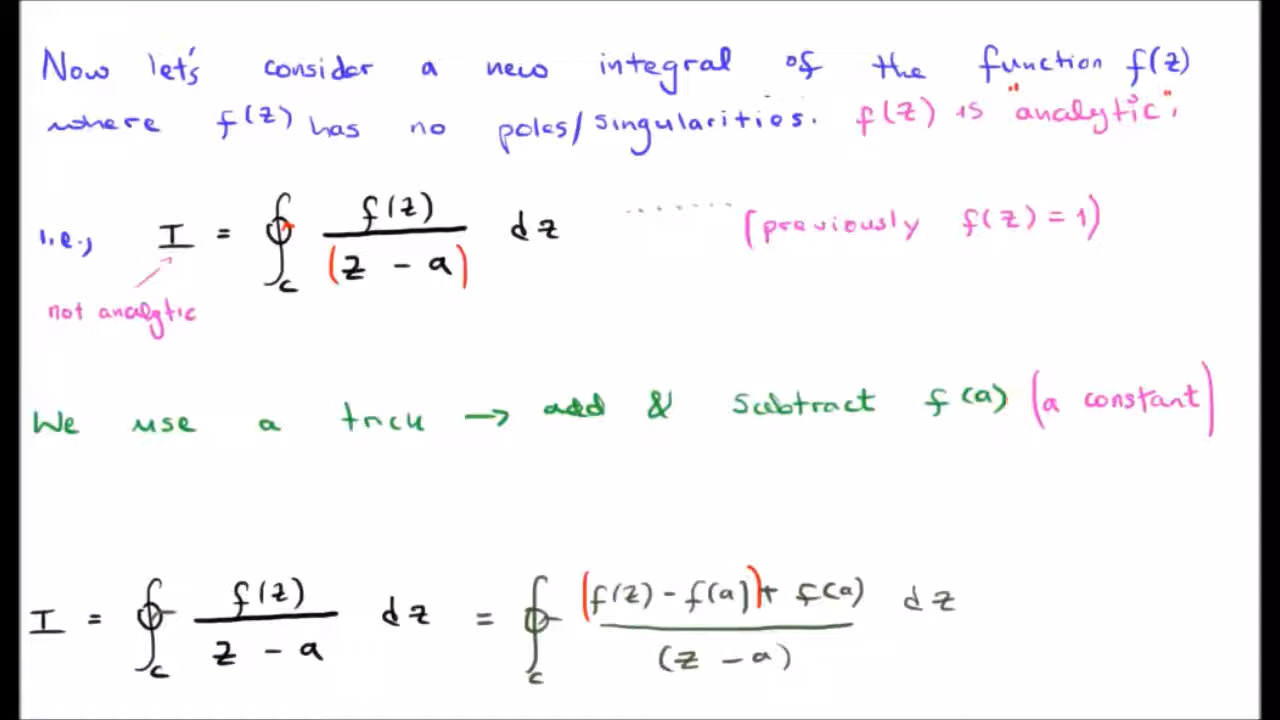 Now let's consider a new integral of the function f(z)
where f(z) has no poles/singularities. f(z) is "analytic".
i.e., I = ∮_c f(z)/(z - a) dz ....... (previously f(z) = 1)
not analytic
We use a trick → add & subtract f(a) (a constant)
I = ∮_c f(z)/(z - a) dz = ∮_c ((f(z) - f(a)) + f(a))/(z - a) dz